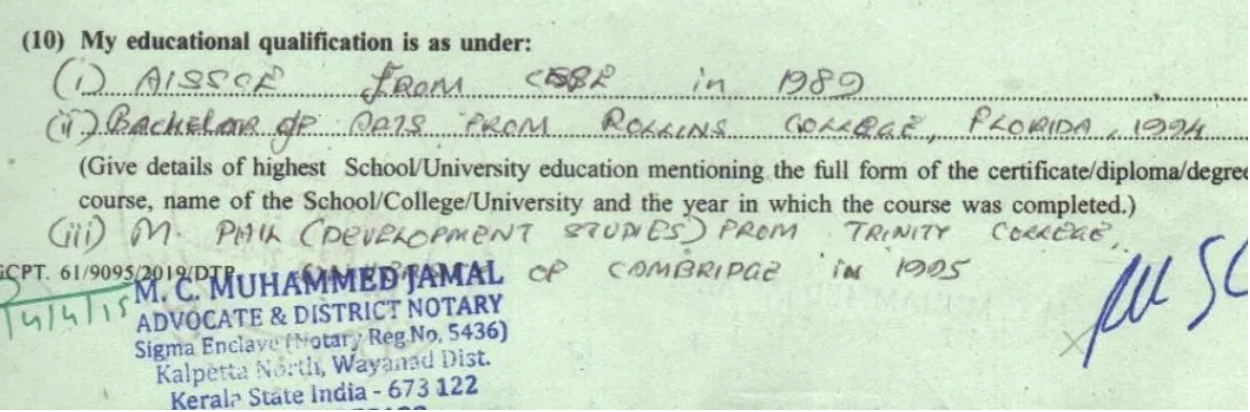 (10) My educational qualification is as under:
(i) AISSCE FROM CBSE in 1989
(ii) BACHELOR OF ARTS FROM ROLLINS COLLEGE, FLORIDA, 1994
(Give details of highest School/University education mentioning the full form of the certificate/diploma/degree
course, name of the School/College/University and the year in which the course was completed.)
(iii) M. PHIL (DEVELOPMENT STUDIES) FROM TRINITY COLLEGE,
GCPT. 61/9095/2019/DTP OF CAMBRIDGE in 1995
M. C. MUHAMMED JAMAL
ADVOCATE & DISTRICT NOTARY
Sigma Enclave (Notary Reg.No. 5436)
Kalpetta North, Wayanad Dist.
Kerala State India - 673 122